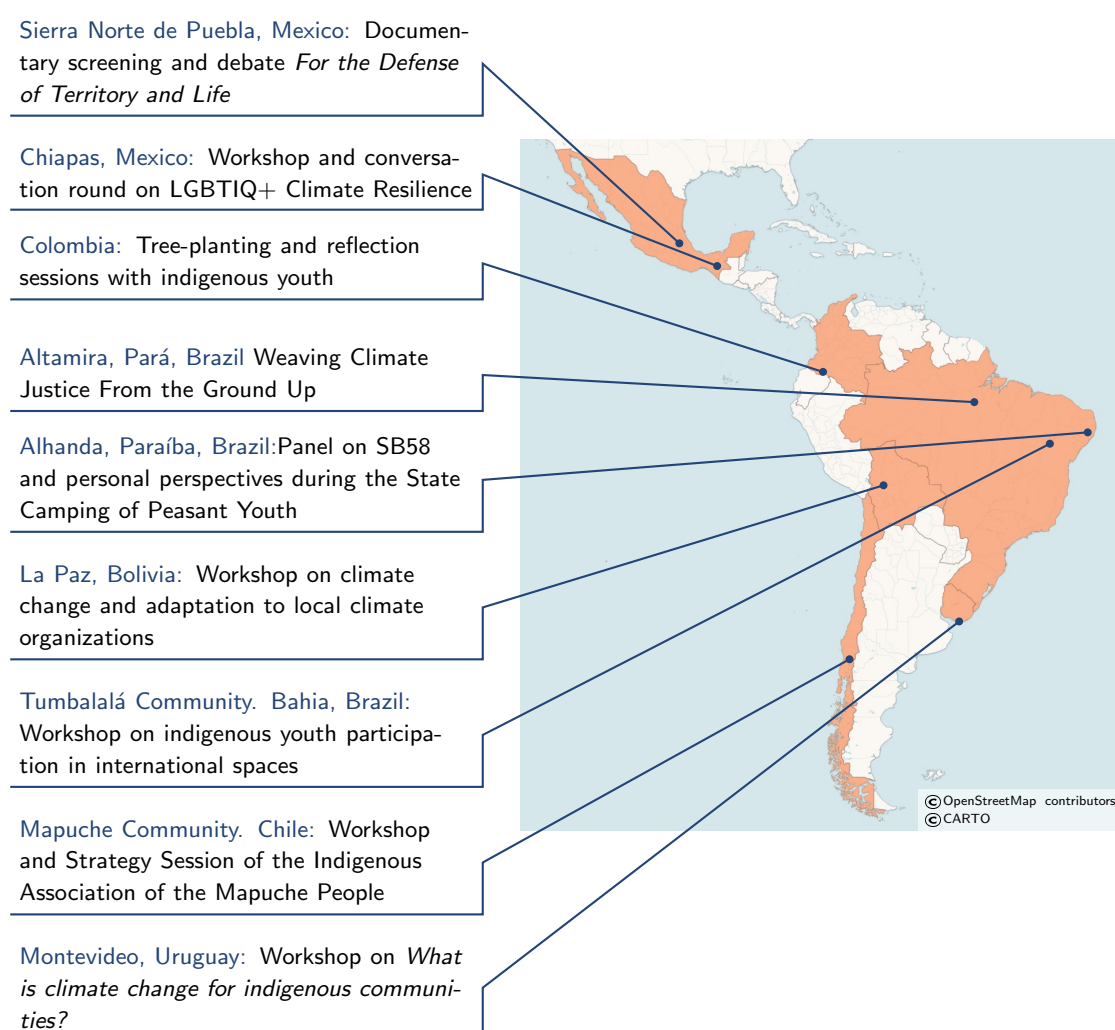 Sierra Norte de Puebla, Mexico: Documen-
tary screening and debate For the Defense
of Territory and Life
Chiapas, Mexico: Workshop and conversa-
tion round on LGBTIQ+ Climate Resilience
Colombia: Tree-planting and reflection
sessions with indigenous youth
Altamira, Pará, Brazil Weaving Climate
Justice From the Ground Up
Alhanda, Paraíba, Brazil:Panel on SB58
and personal perspectives during the State
Camping of Peasant Youth
La Paz, Bolivia: Workshop on climate
change and adaptation to local climate
organizations
Tumbalalá Community. Bahia, Brazil:
Workshop on indigenous youth participa-
tion in international spaces
Mapuche Community. Chile: Workshop
and Strategy Session of the Indigenous
Association of the Mapuche People
Montevideo, Uruguay: Workshop on What
is climate change for indigenous communi-
ties?
©OpenStreetMap contributors
©CARTO